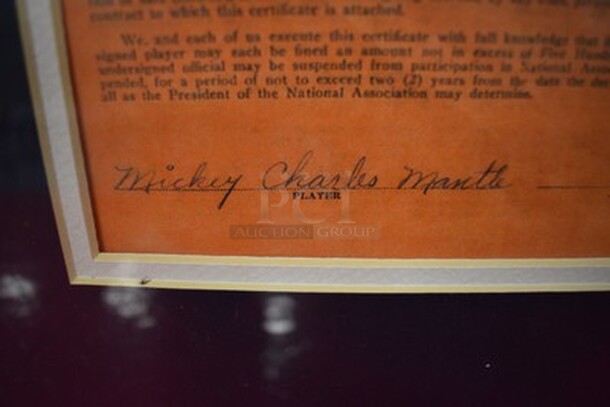 contract to which this certificate is attached.
We, and each of us execute this certificate with full knowledge that
signed player may each be fined an amount not in excess of Five
undersigned official may be suspended from participation in National
pended, for a period of not to exceed two (2) years from the date the
all as the President of the National Association may determine.
Mickey Charles Mantle
PLAYER
PCI
AUCTION GROUP